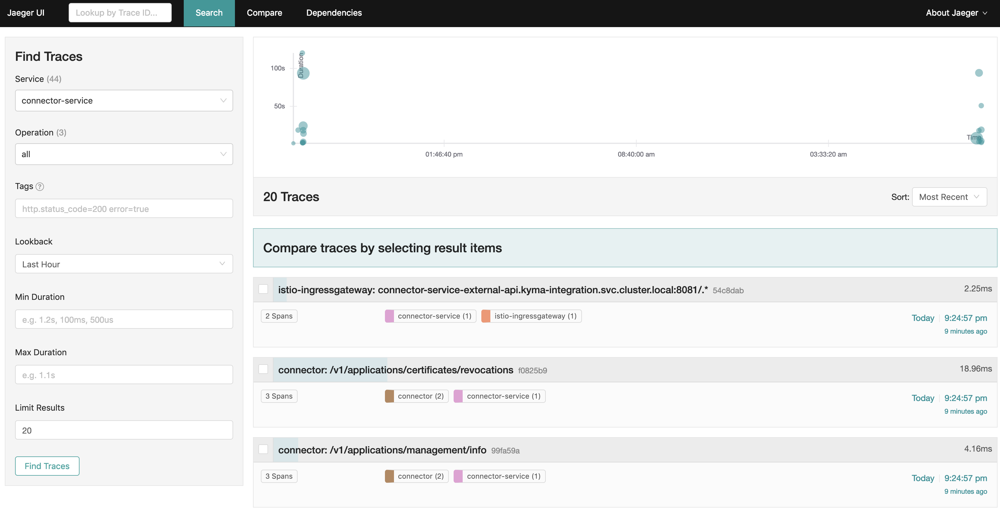 Jaeger UI
Lookup by Trace ID...
Search
Compare
Dependencies
About Jaeger
Find Traces
Service (44)
connector-service
Operation (3)
all
Tags ?
http.status_code=200 error=true
Lookback
Last Hour
Min Duration
e.g. 1.2s, 100ms, 500us
Max Duration
e.g. 1.1s
Limit Results
20
Find Traces
Duration
100s
50s
Time
01:46:40 pm
08:40:00 am
03:33:20 am
20 Traces
Sort: Most Recent
Compare traces by selecting result items
istio-ingressgateway: connector-service-external-api.kyma-integration.svc.cluster.local:8081/.* 54c8dab
2.25ms
2 Spans
connector-service (1)
istio-ingressgateway (1)
Today 9:24:57 pm
9 minutes ago
connector: /v1/applications/certificates/revocations f0825b9
18.96ms
3 Spans
connector (2)
connector-service (1)
Today 9:24:57 pm
9 minutes ago
connector: /v1/applications/management/info 99fa59a
4.16ms
3 Spans
connector (2)
connector-service (1)
Today 9:24:57 pm
9 minutes ago